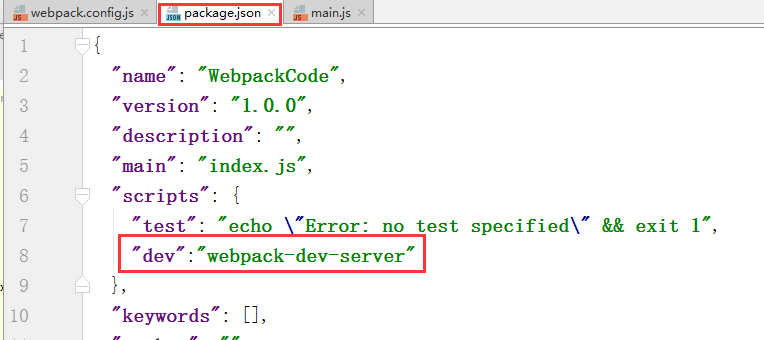 webpack.config.js package.json main.js
1 {
2 "name": "WebpackCode",
3 "version": "1.0.0",
4 "description": "",
5 "main": "index.js",
6 "scripts": {
7 "test": "echo \"Error: no test specified\" && exit 1",
8 "dev":"webpack-dev-server"
9 },
10 "keywords": [],